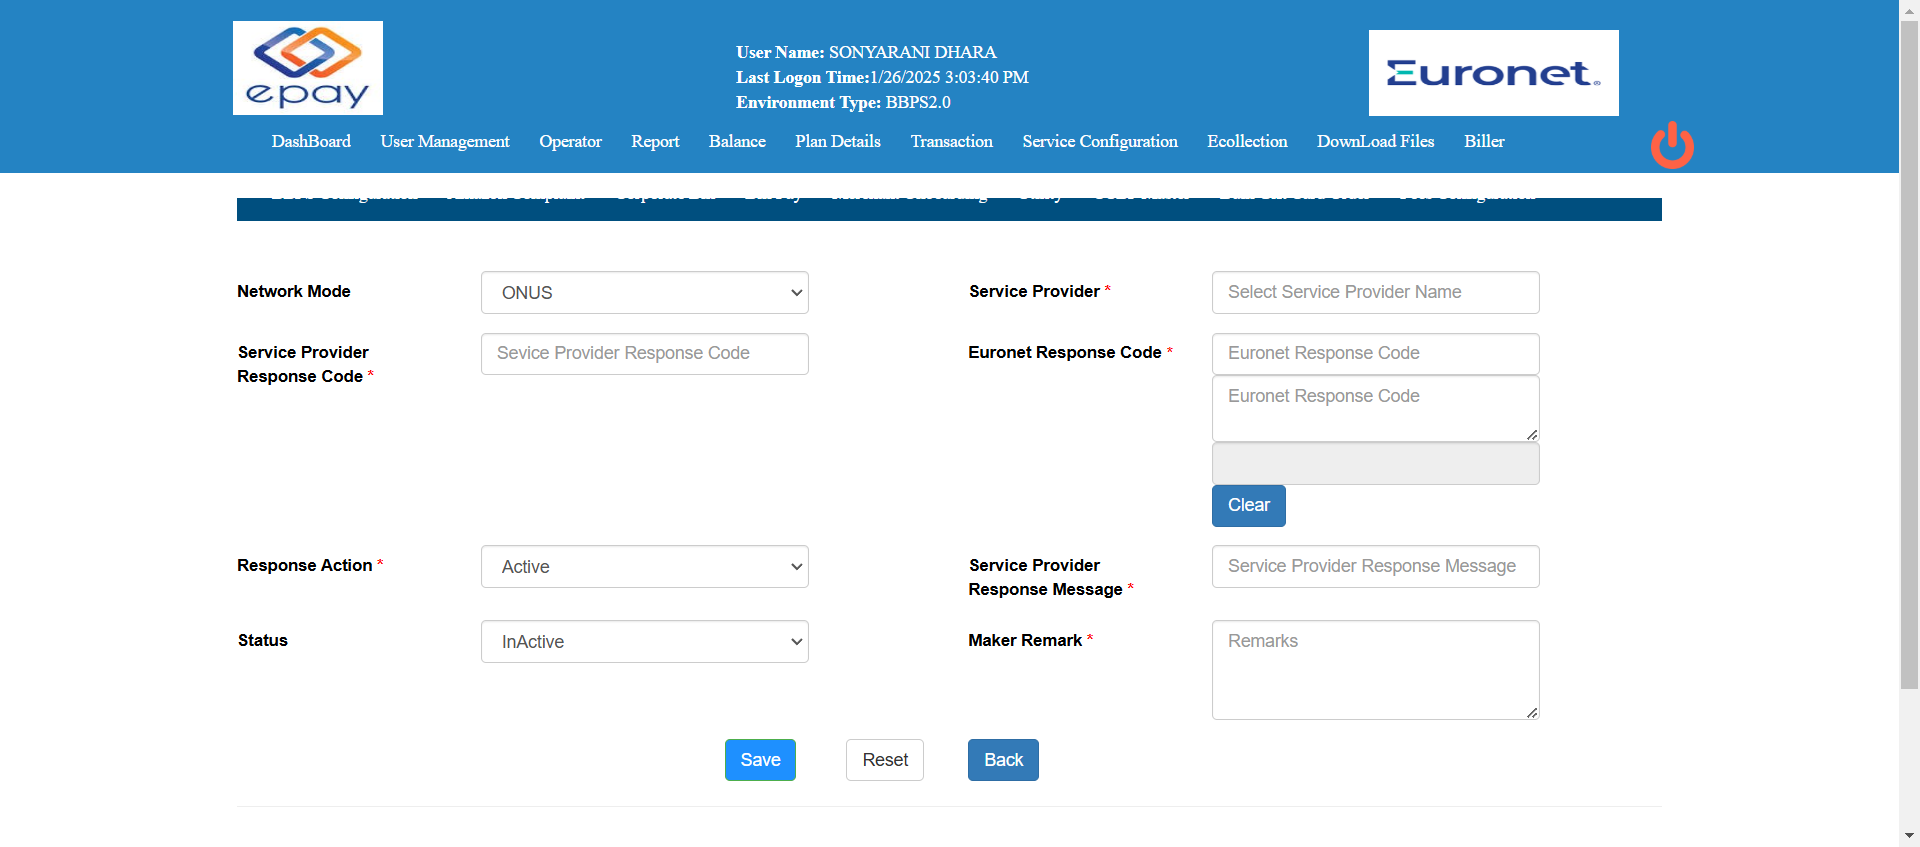 epay
User Name: SONYARANI DHARA
Last Logon Time:1/26/2025 3:03:40 PM
Environment Type: BBPS2.0
Euronet
DashBoard User Management Operator Report Balance Plan Details Transaction Service Configuration Ecollection DownLoad Files Biller
Network Mode ONUS Service Provider * Select Service Provider Name
Service Provider Response Code * Sevice Provider Response Code Euronet Response Code * Euronet Response Code
Euronet Response Code
Clear
Response Action * Active Service Provider Response Message * Service Provider Response Message
Status InActive Maker Remark * Remarks
Save Reset Back